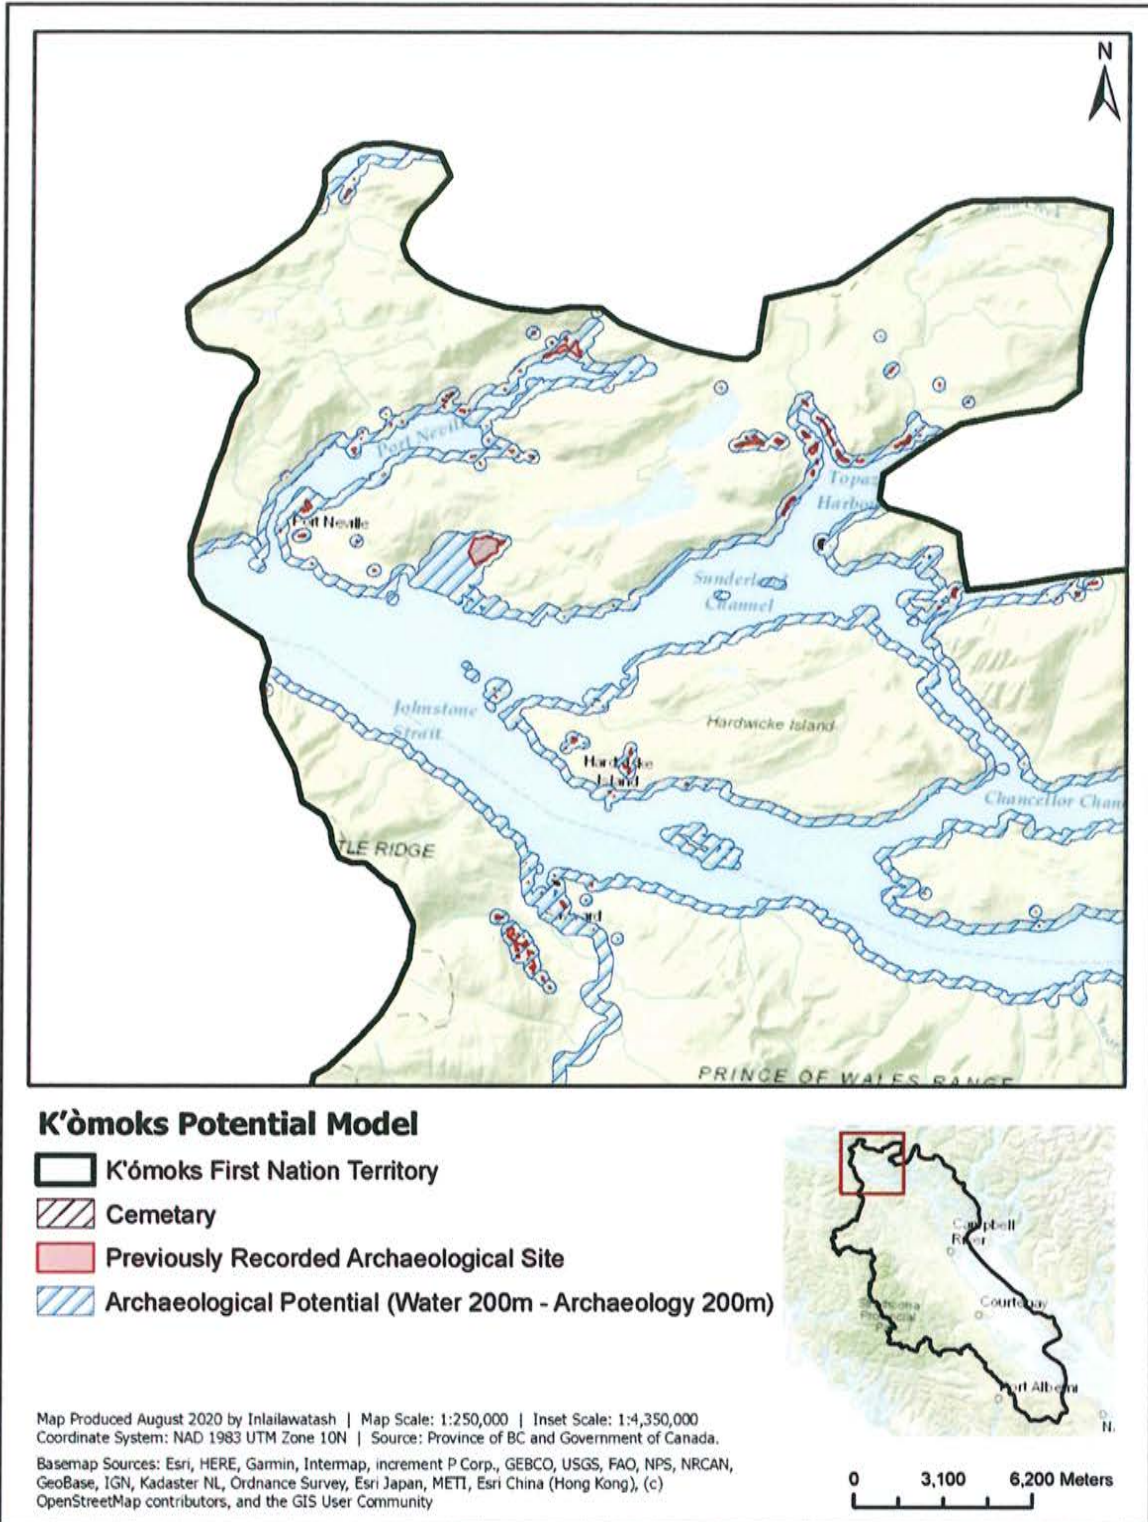 N
Port Neville
Port Neville
Topaz
Harbour
Sunderland
Channel
Johnstone
Strait
Hardwicke Island
Hardwicke
Island
Chancellor Chan
TLE RIDGE
PRINCE OF WALES RANGE
K'òmoks Potential Model
K'ómoks First Nation Territory
Cemetary
Previously Recorded Archaeological Site
Archaeological Potential (Water 200m - Archaeology 200m)
Campbell
River
Courtenay
Strathcona
Provincial
Port Alberni
N.
Map Produced August 2020 by Inlailawatash | Map Scale: 1:250,000 | Inset Scale: 1:4,350,000
Coordinate System: NAD 1983 UTM Zone 10N | Source: Province of BC and Government of Canada.
Basemap Sources: Esri, HERE, Garmin, Intermap, increment P Corp., GEBCO, USGS, FAO, NPS, NRCAN,
GeoBase, IGN, Kadaster NL, Ordnance Survey, Esri Japan, METI, Esri China (Hong Kong), (c)
OpenStreetMap contributors, and the GIS User Community
0 3,100 6,200 Meters